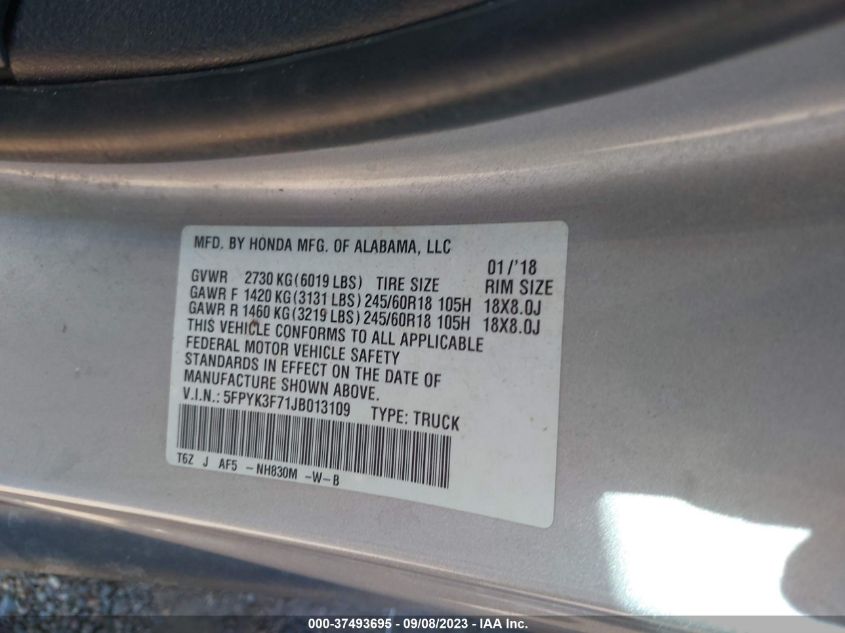 MFD. BY HONDA MFG. OF ALABAMA, LLC
01/'18
GVWR 2730 KG(6019 LBS) TIRE SIZE RIM SIZE
GAWR F 1420 KG(3131 LBS) 245/60R18 105H 18X8.0J
GAWR R 1460 KG(3219 LBS) 245/60R18 105H 18X8.0J
THIS VEHICLE CONFORMS TO ALL APPLICABLE
FEDERAL MOTOR VEHICLE SAFETY
STANDARDS IN EFFECT ON THE DATE OF
MANUFACTURE SHOWN ABOVE.
V.I.N.: 5FPYK3F71JB013109 TYPE: TRUCK
T6Z J AF5 -NH830M -W-B
000-37493695 - 09/08/2023 - IAA Inc.